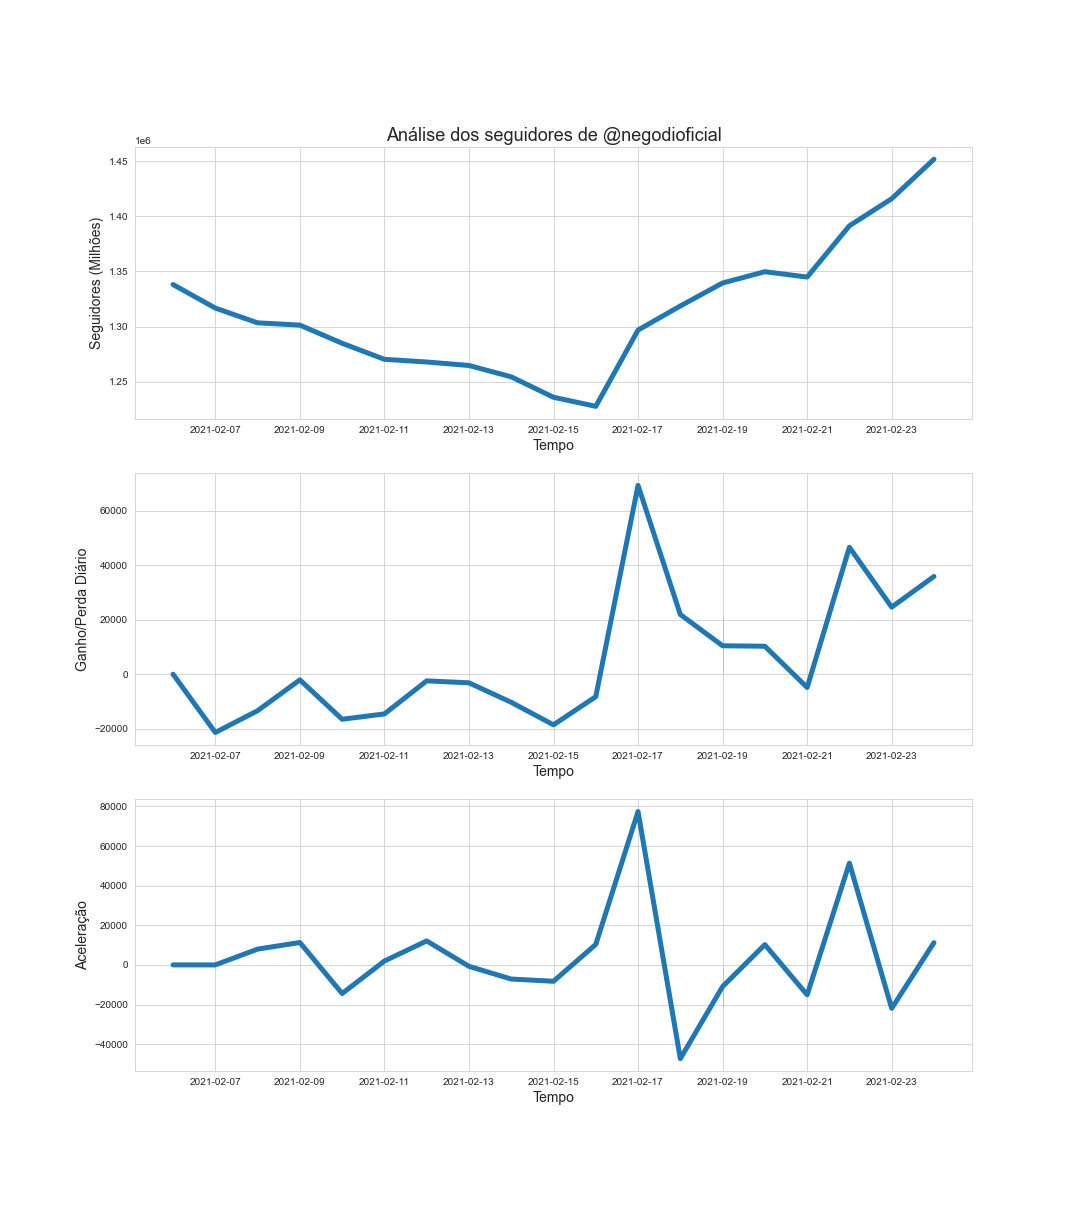 Análise dos seguidores de @negodioficial
1e6
1.45
1.40
1.35
1.30
1.25
Seguidores (Milhões)
2021-02-07 2021-02-09 2021-02-11 2021-02-13 2021-02-15 2021-02-17 2021-02-19 2021-02-21 2021-02-23
Tempo
60000
40000
20000
0
−20000
Ganho/Perda Diário
2021-02-07 2021-02-09 2021-02-11 2021-02-13 2021-02-15 2021-02-17 2021-02-19 2021-02-21 2021-02-23
Tempo
80000
60000
40000
20000
0
−20000
−40000
Aceleração
2021-02-07 2021-02-09 2021-02-11 2021-02-13 2021-02-15 2021-02-17 2021-02-19 2021-02-21 2021-02-23
Tempo